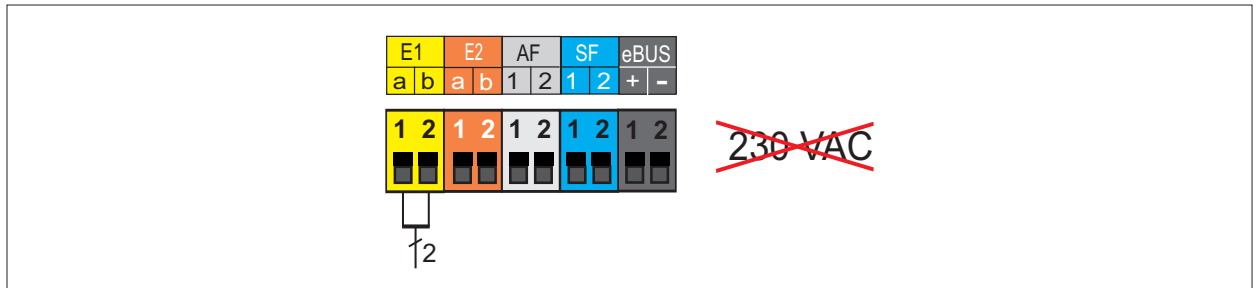 E1 E2 AF SF eBUS
a b a b 1 2 1 2 + -
1 2 1 2 1 2 1 2 1 2
230 VAC
2